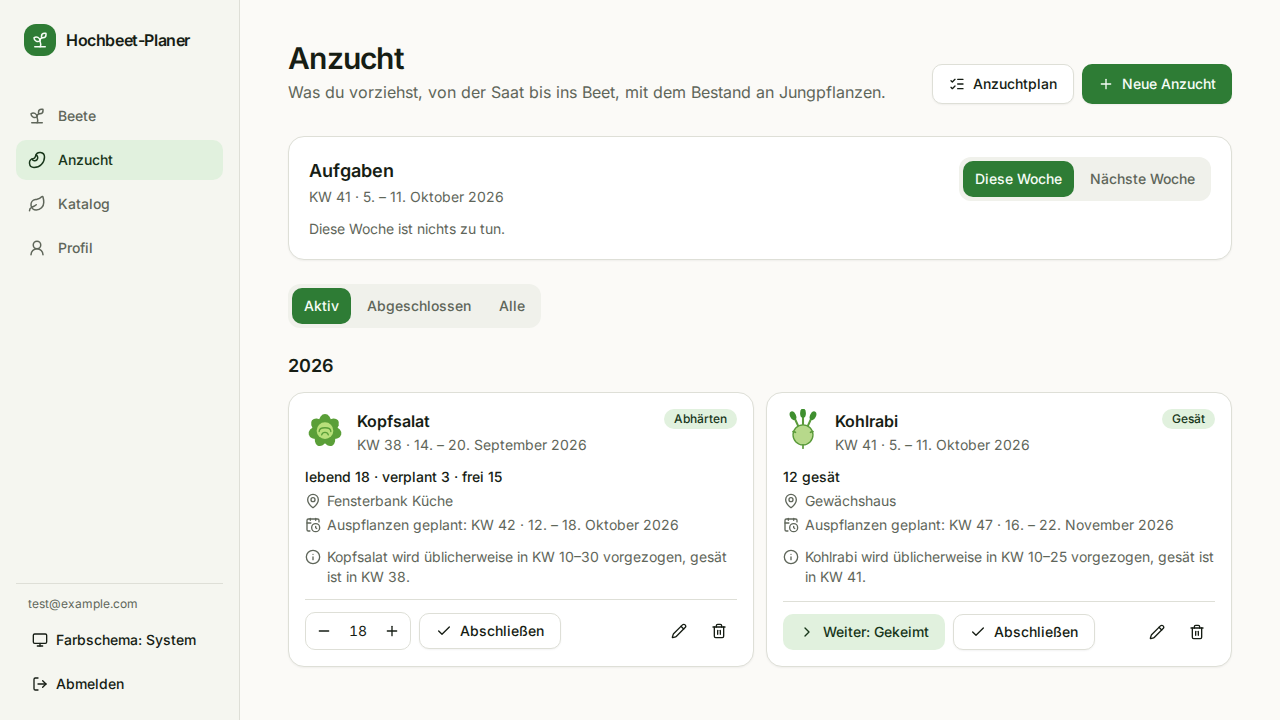 Hochbeet-Planer
Beete
Anzucht
Katalog
Profil
test@example.com
Farbschema: System
Abmelden
Anzucht
Was du vorziehst, von der Saat bis ins Beet, mit dem Bestand an Jungpflanzen.
Anzuchtplan
Neue Anzucht
Aufgaben
KW 41 · 5. – 11. Oktober 2026
Diese Woche
Nächste Woche
Diese Woche ist nichts zu tun.
Aktiv
Abgeschlossen
Alle
2026
Kopfsalat
Abhärten
KW 38 · 14. – 20. September 2026
lebend 18 · verplant 3 · frei 15
Fensterbank Küche
Auspflanzen geplant: KW 42 · 12. – 18. Oktober 2026
Kopfsalat wird üblicherweise in KW 10–30 vorgezogen, gesät
ist in KW 38.
18
Abschließen
Kohlrabi
Gesät
KW 41 · 5. – 11. Oktober 2026
12 gesät
Gewächshaus
Auspflanzen geplant: KW 47 · 16. – 22. November 2026
Kohlrabi wird üblicherweise in KW 10–25 vorgezogen, gesät ist
in KW 41.
Weiter: Gekeimt
Abschließen